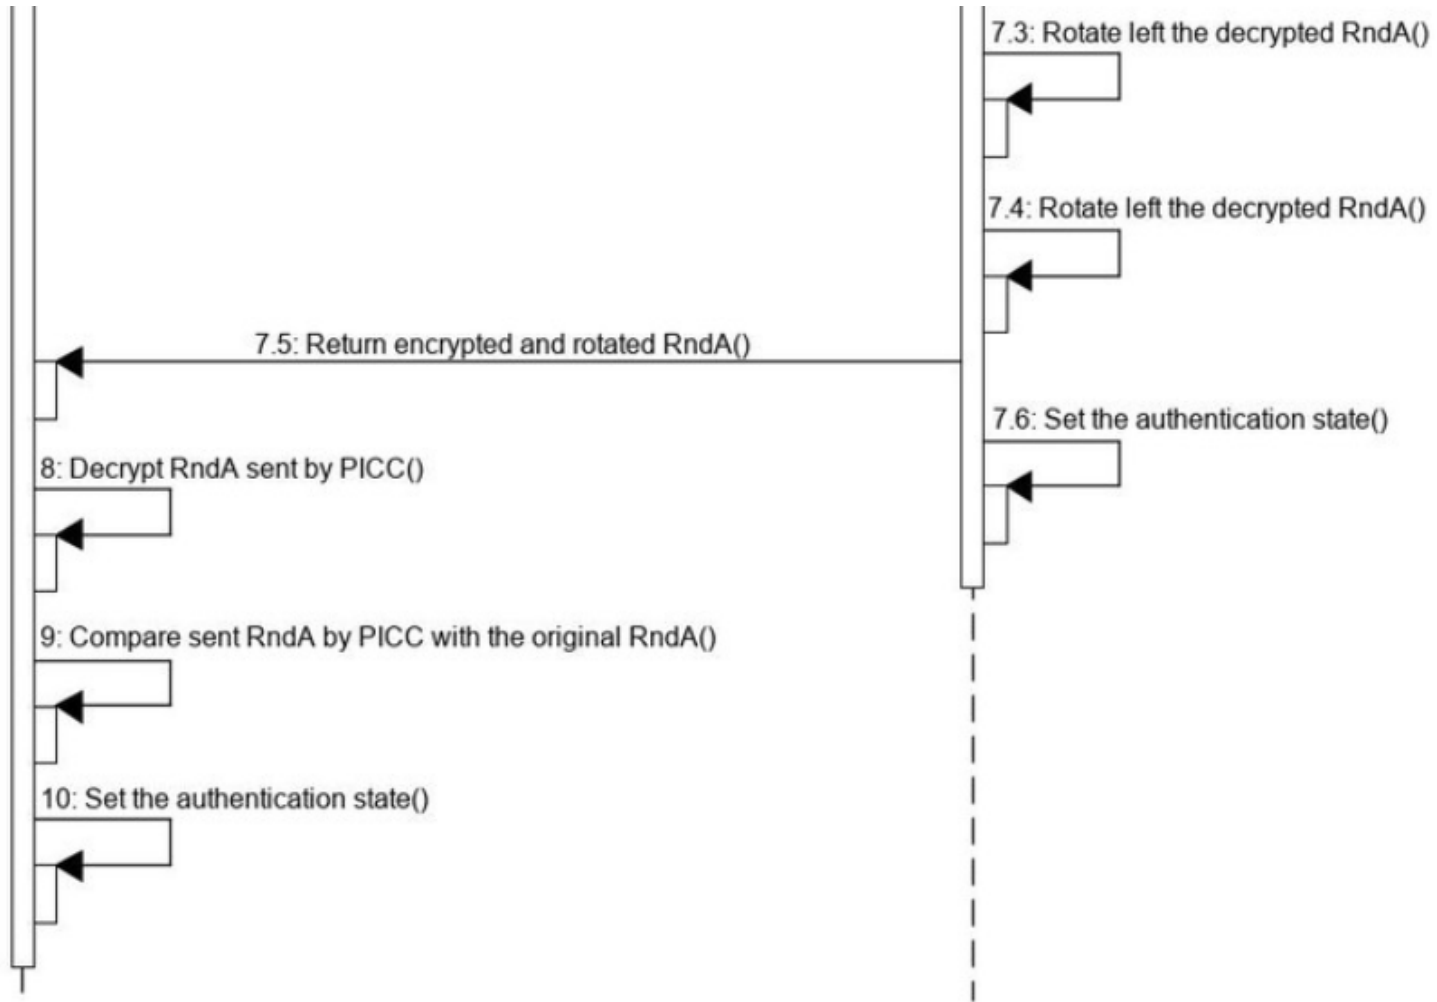 7.3: Rotate left the decrypted RndA()
7.4: Rotate left the decrypted RndA()
7.5: Return encrypted and rotated RndA()
7.6: Set the authentication state()
8: Decrypt RndA sent by PICC()
9: Compare sent RndA by PICC with the original RndA()
10: Set the authentication state()